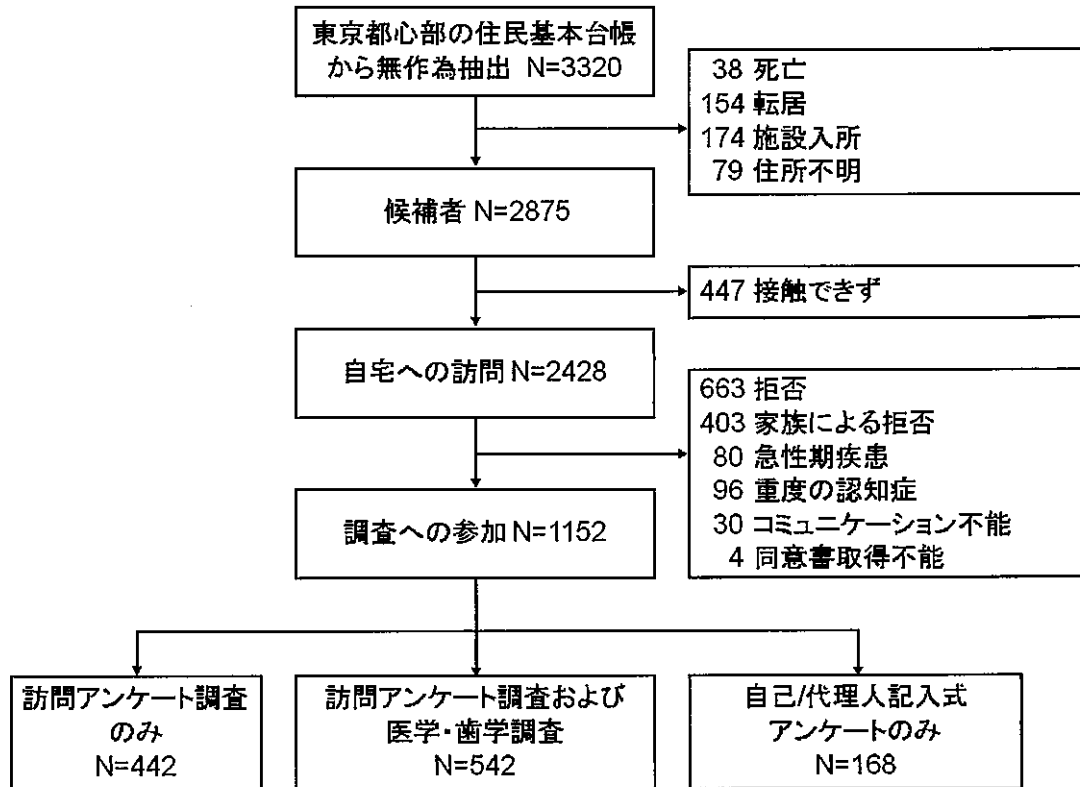 東京都心部の住民基本台帳
から無作為抽出 N=3320
38 死亡
154 転居
174 施設入所
79 住所不明
候補者 N=2875
447 接触できず
自宅への訪問 N=2428
663 拒否
403 家族による拒否
80 急性期疾患
96 重度の認知症
30 コミュニケーション不能
4 同意書取得不能
調査への参加 N=1152
訪問アンケート調査
のみ
N=442
訪問アンケート調査および
医学・歯学調査
N=542
自己/代理人記入式
アンケートのみ
N=168